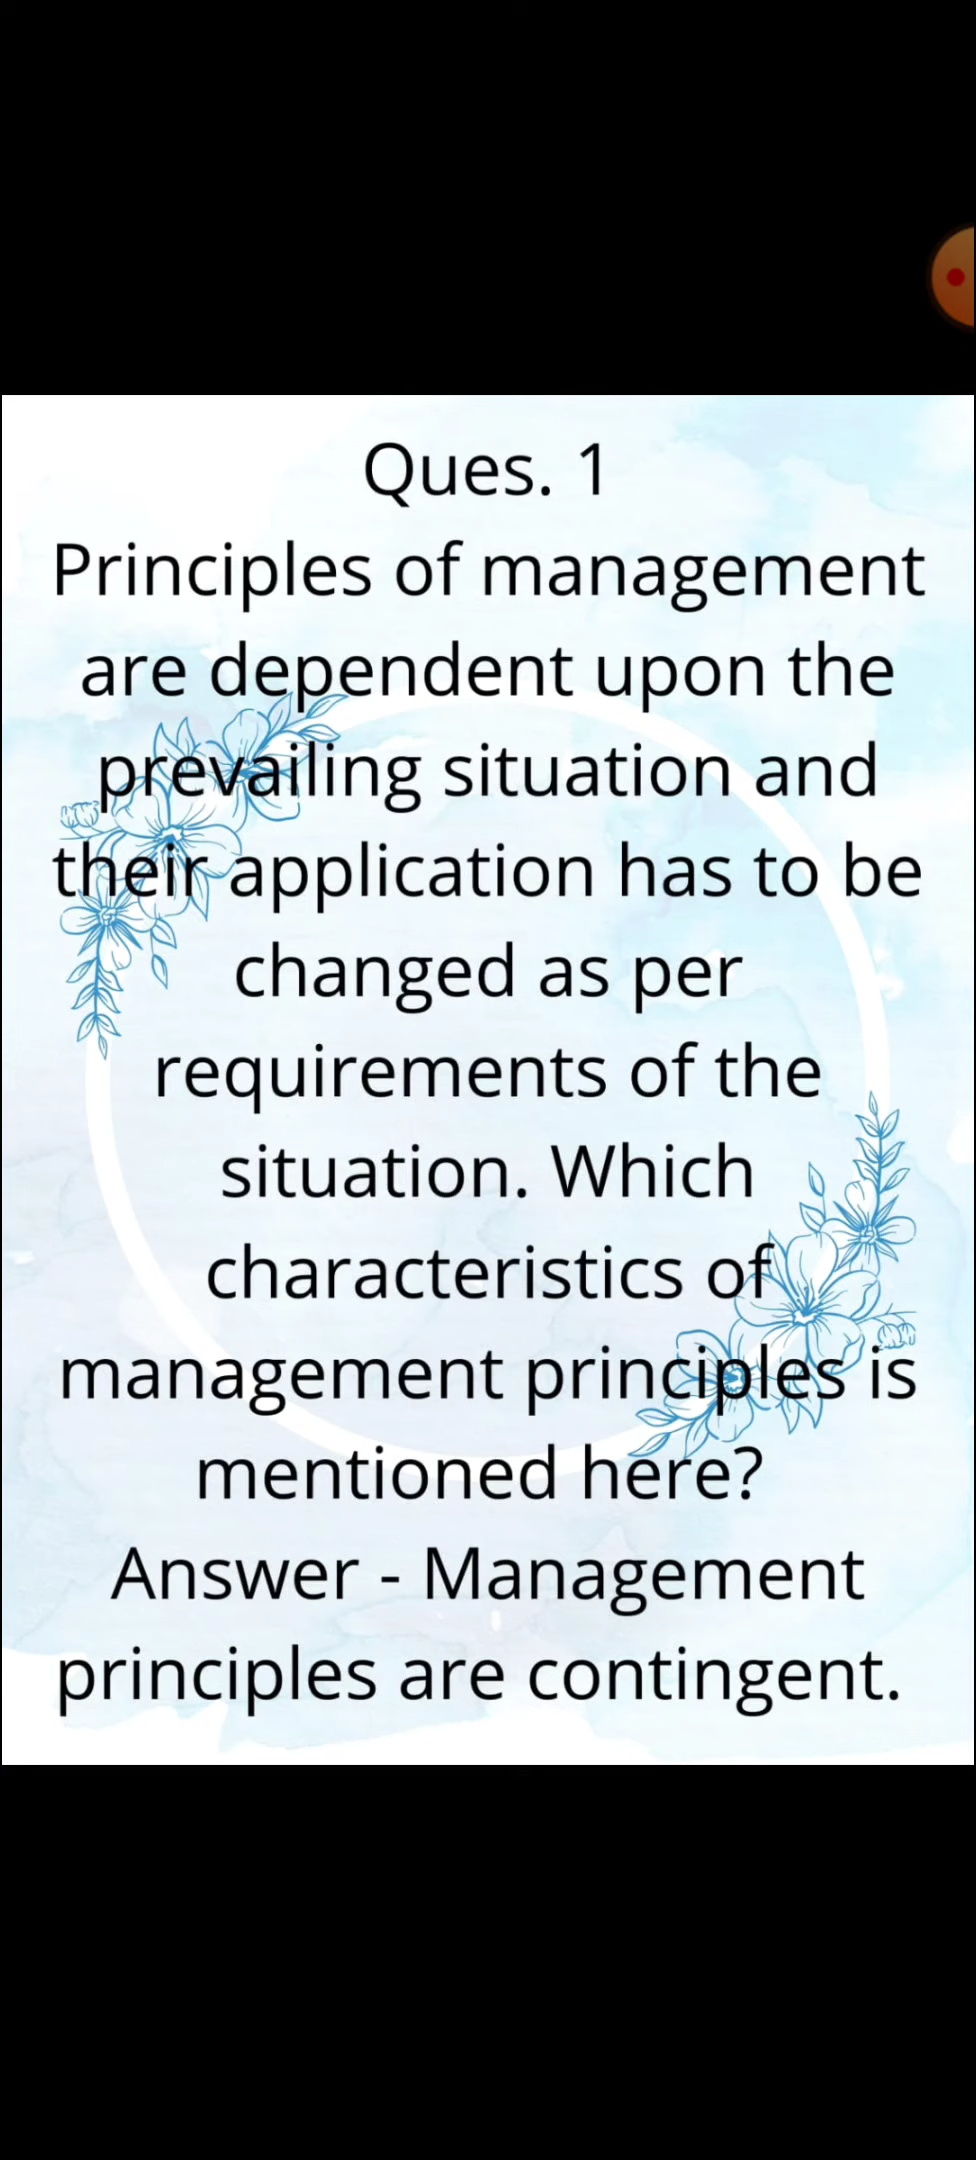 Ques. 1
Principles of management
are dependent upon the
prevailing situation and
their application has to be
changed as per
requirements of the
situation. Which
characteristics of
management principles is
mentioned here?
Answer - Management
principles are contingent.